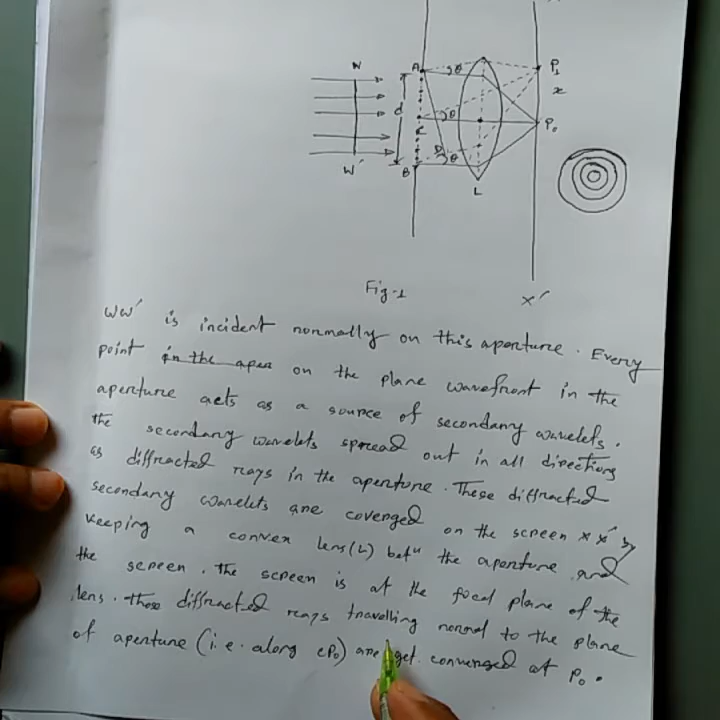 W
A
θ
P₁
x
d
C
θ
P₀
D
θ
B
W'
L
Fig-1
X'
WW' is incident normally on this aperture. Every
point in the aper on the plane wavefront in the
aperture acts as a source of secondary wavelets.
the secondary wavelets spread out in all directions
as diffracted rays in the aperture. These diffracted
secondary wavelets are coverged on the screen XX' by
keeping a convex lens(L) betⁿ the aperture and
the screen. The screen is at the focal plane of the
lens. Those diffracted rays travelling normal to the plane
of aperture (i.e. along CP₀) are get converged at P₀.